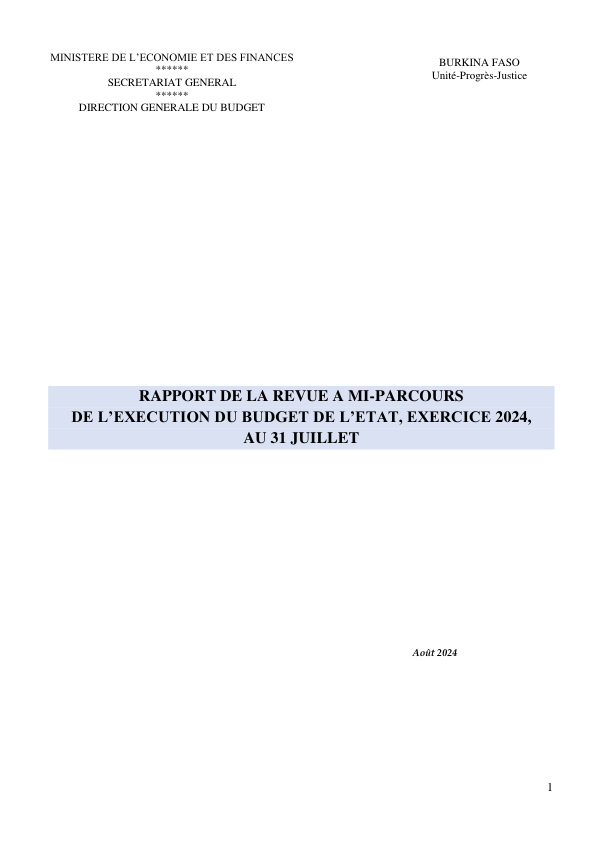 MINISTERE DE L'ECONOMIE ET DES FINANCES
******
SECRETARIAT GENERAL
******
DIRECTION GENERALE DU BUDGET
BURKINA FASO
Unité-Progrès-Justice
RAPPORT DE LA REVUE A MI-PARCOURS
DE L'EXECUTION DU BUDGET DE L'ETAT, EXERCICE 2024,
AU 31 JUILLET
Août 2024
1